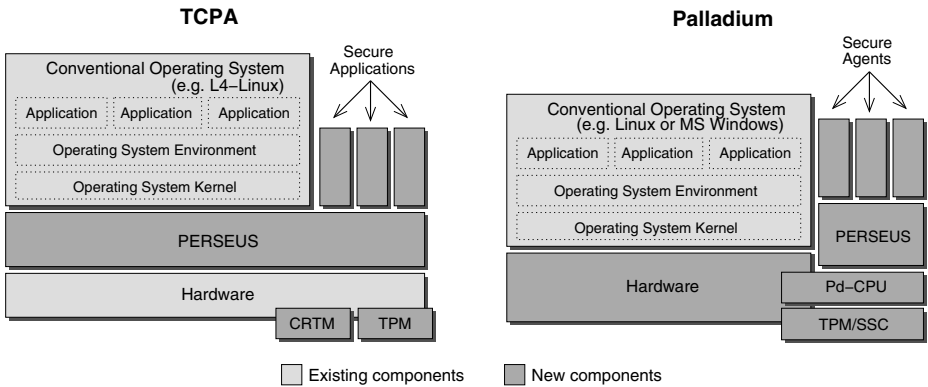 TCPA
Conventional Operating System
(e.g. L4–Linux)
Application
Application
Application
Operating System Environment
Operating System Kernel
Secure
Applications
PERSEUS
Hardware
CRTM
TPM
Palladium
Conventional Operating System
(e.g. Linux or MS Windows)
Application
Application
Application
Operating System Environment
Operating System Kernel
Secure
Agents
PERSEUS
Hardware
Pd–CPU
TPM/SSC
Existing components
New components